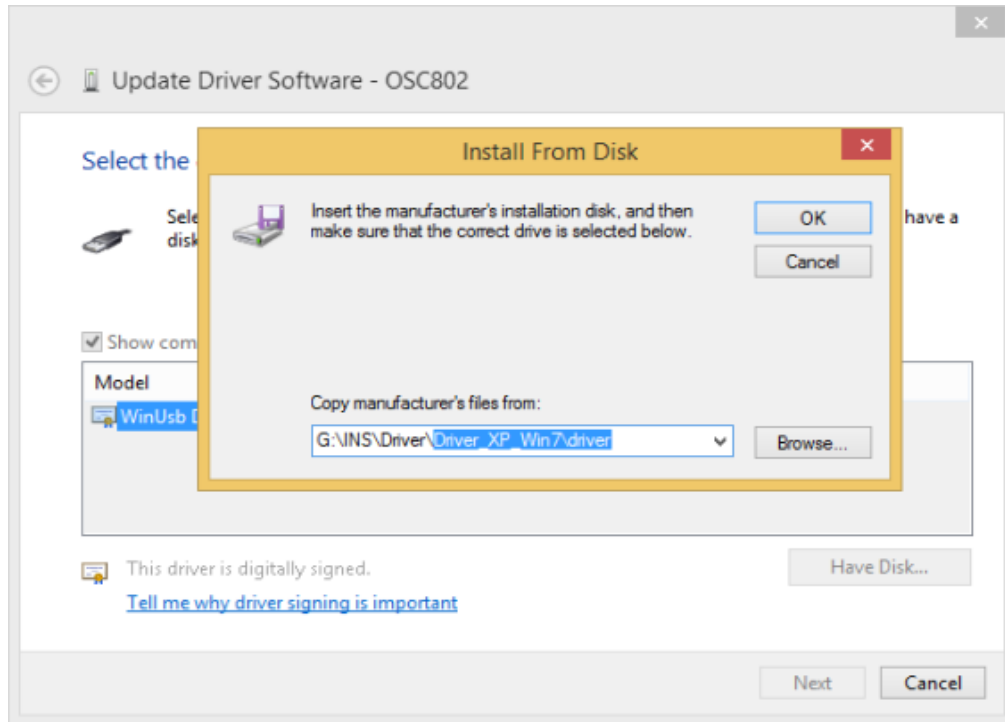 Update Driver Software - OSC802
Install From Disk
Select the
Insert the manufacturer's installation disk, and then
make sure that the correct drive is selected below.
OK
Cancel
have a
disk
Show com
Model
WinUsb
Copy manufacturer's files from:
G:\INS\Driver\Driver_XP_Win7\driver
Browse...
This driver is digitally signed.
Have Disk...
Tell me why driver signing is important
Next
Cancel